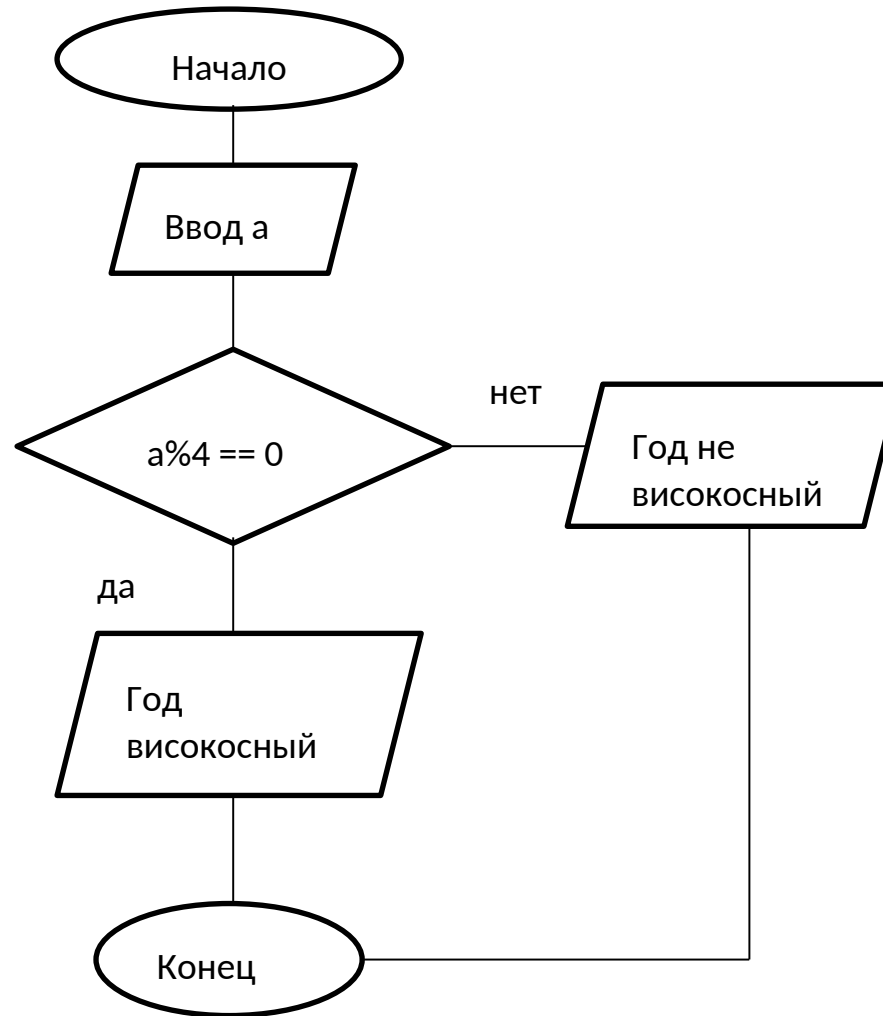 Начало
Ввод a
a%4 == 0
нет
Год не
високосный
да
Год
високосный
Конец